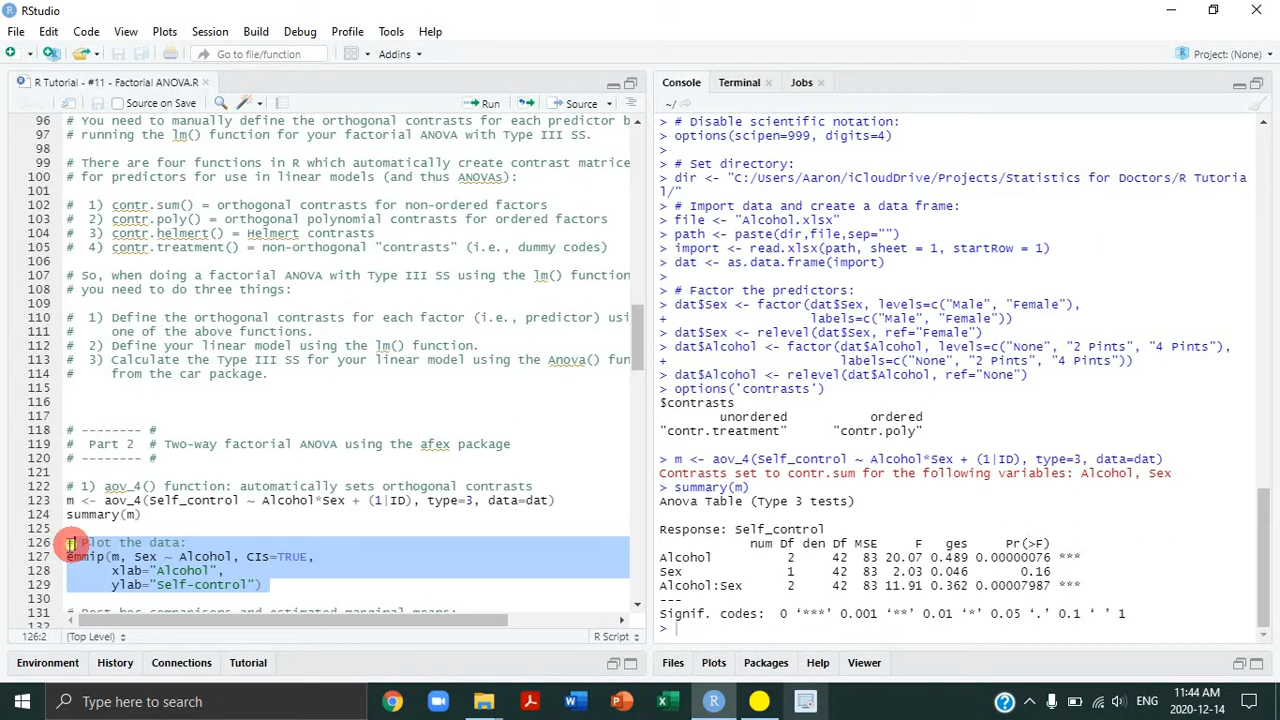 RStudio
File Edit Code View Plots Session Build Debug Profile Tools Help
Go to file/function Addins Project: (None)
R Tutorial - #11 - Factorial ANOVA.R
Source on Save Run Source
96 # You need to manually define the orthogonal contrasts for each predictor b
97 # running the lm() function for your factorial ANOVA with Type III SS.
98
99 # There are four functions in R which automatically create contrast matrice
100 # for predictors for use in linear models (and thus ANOVAs):
101
102 # 1) contr.sum() = orthogonal contrasts for non-ordered factors
103 # 2) contr.poly() = orthogonal polynomial contrasts for ordered factors
104 # 3) contr.helmert() = Helmert contrasts
105 # 4) contr.treatment() = non-orthogonal "contrasts" (i.e., dummy codes)
106
107 # So, when doing a factorial ANOVA with Type III SS using the lm() function
108 # you need to do three things:
109
110 # 1) Define the orthogonal contrasts for each factor (i.e., predictor) usi
111 # one of the above functions.
112 # 2) Define your linear model using the lm() function.
113 # 3) Calculate the Type III SS for your linear model using the Anova() fun
114 # from the car package.
115
116
117
118 # -------- #
119 # Part 2 # Two-way factorial ANOVA using the afex package
120 # -------- #
121
122 # 1) aov_4() function: automatically sets orthogonal contrasts
123 m <- aov_4(Self_control ~ Alcohol*Sex + (1|ID), type=3, data=dat)
124 summary(m)
125
126 # Plot the data:
127 emmip(m, Sex ~ Alcohol, CIs=TRUE,
128 xlab="Alcohol",
129 ylab="Self-control")
130
131 # Post hoc comparisons and estimated marginal means:
132
126:2 (Top Level) R Script
Environment History Connections Tutorial
Console Terminal Jobs
~/
> # Disable scientific notation:
> options(scipen=999, digits=4)
>
> # Set directory:
> dir <- "C:/Users/Aaron/iCloudDrive/Projects/Statistics for Doctors/R Tutoria
l/"
> # Import data and create a data frame:
> file <- "Alcohol.xlsx"
> path <- paste(dir,file,sep="")
> import <- read.xlsx(path, sheet = 1, startRow = 1)
> dat <- as.data.frame(import)
>
> # Factor the predictors:
> dat$Sex <- factor(dat$Sex, levels=c("Male", "Female"),
+ labels=c("Male", "Female"))
> dat$Sex <- relevel(dat$Sex, ref="Female")
> dat$Alcohol <- factor(dat$Alcohol, levels=c("None", "2 Pints", "4 Pints"),
+ labels=c("None", "2 Pints", "4 Pints"))
> dat$Alcohol <- relevel(dat$Alcohol, ref="None")
> options('contrasts')
$contrasts
unordered ordered
"contr.treatment" "contr.poly"

> m <- aov_4(Self_control ~ Alcohol*Sex + (1|ID), type=3, data=dat)
Contrasts set to contr.sum for the following variables: Alcohol, Sex
> summary(m)
Anova Table (Type 3 tests)

Response: Self_control
num Df den Df MSE F ges Pr(>F)
Alcohol 2 42 83 20.07 0.489 0.00000076 ***
Sex 1 42 83 2.03 0.046 0.16
Alcohol:Sex 2 42 83 11.91 0.362 0.00007987 ***
---
Signif. codes: 0 ‘***’ 0.001 ‘**’ 0.01 ‘*’ 0.05 ‘.’ 0.1 ‘ ’ 1
>
Files Plots Packages Help Viewer
Type here to search
ENG
11:44 AM
2020-12-14